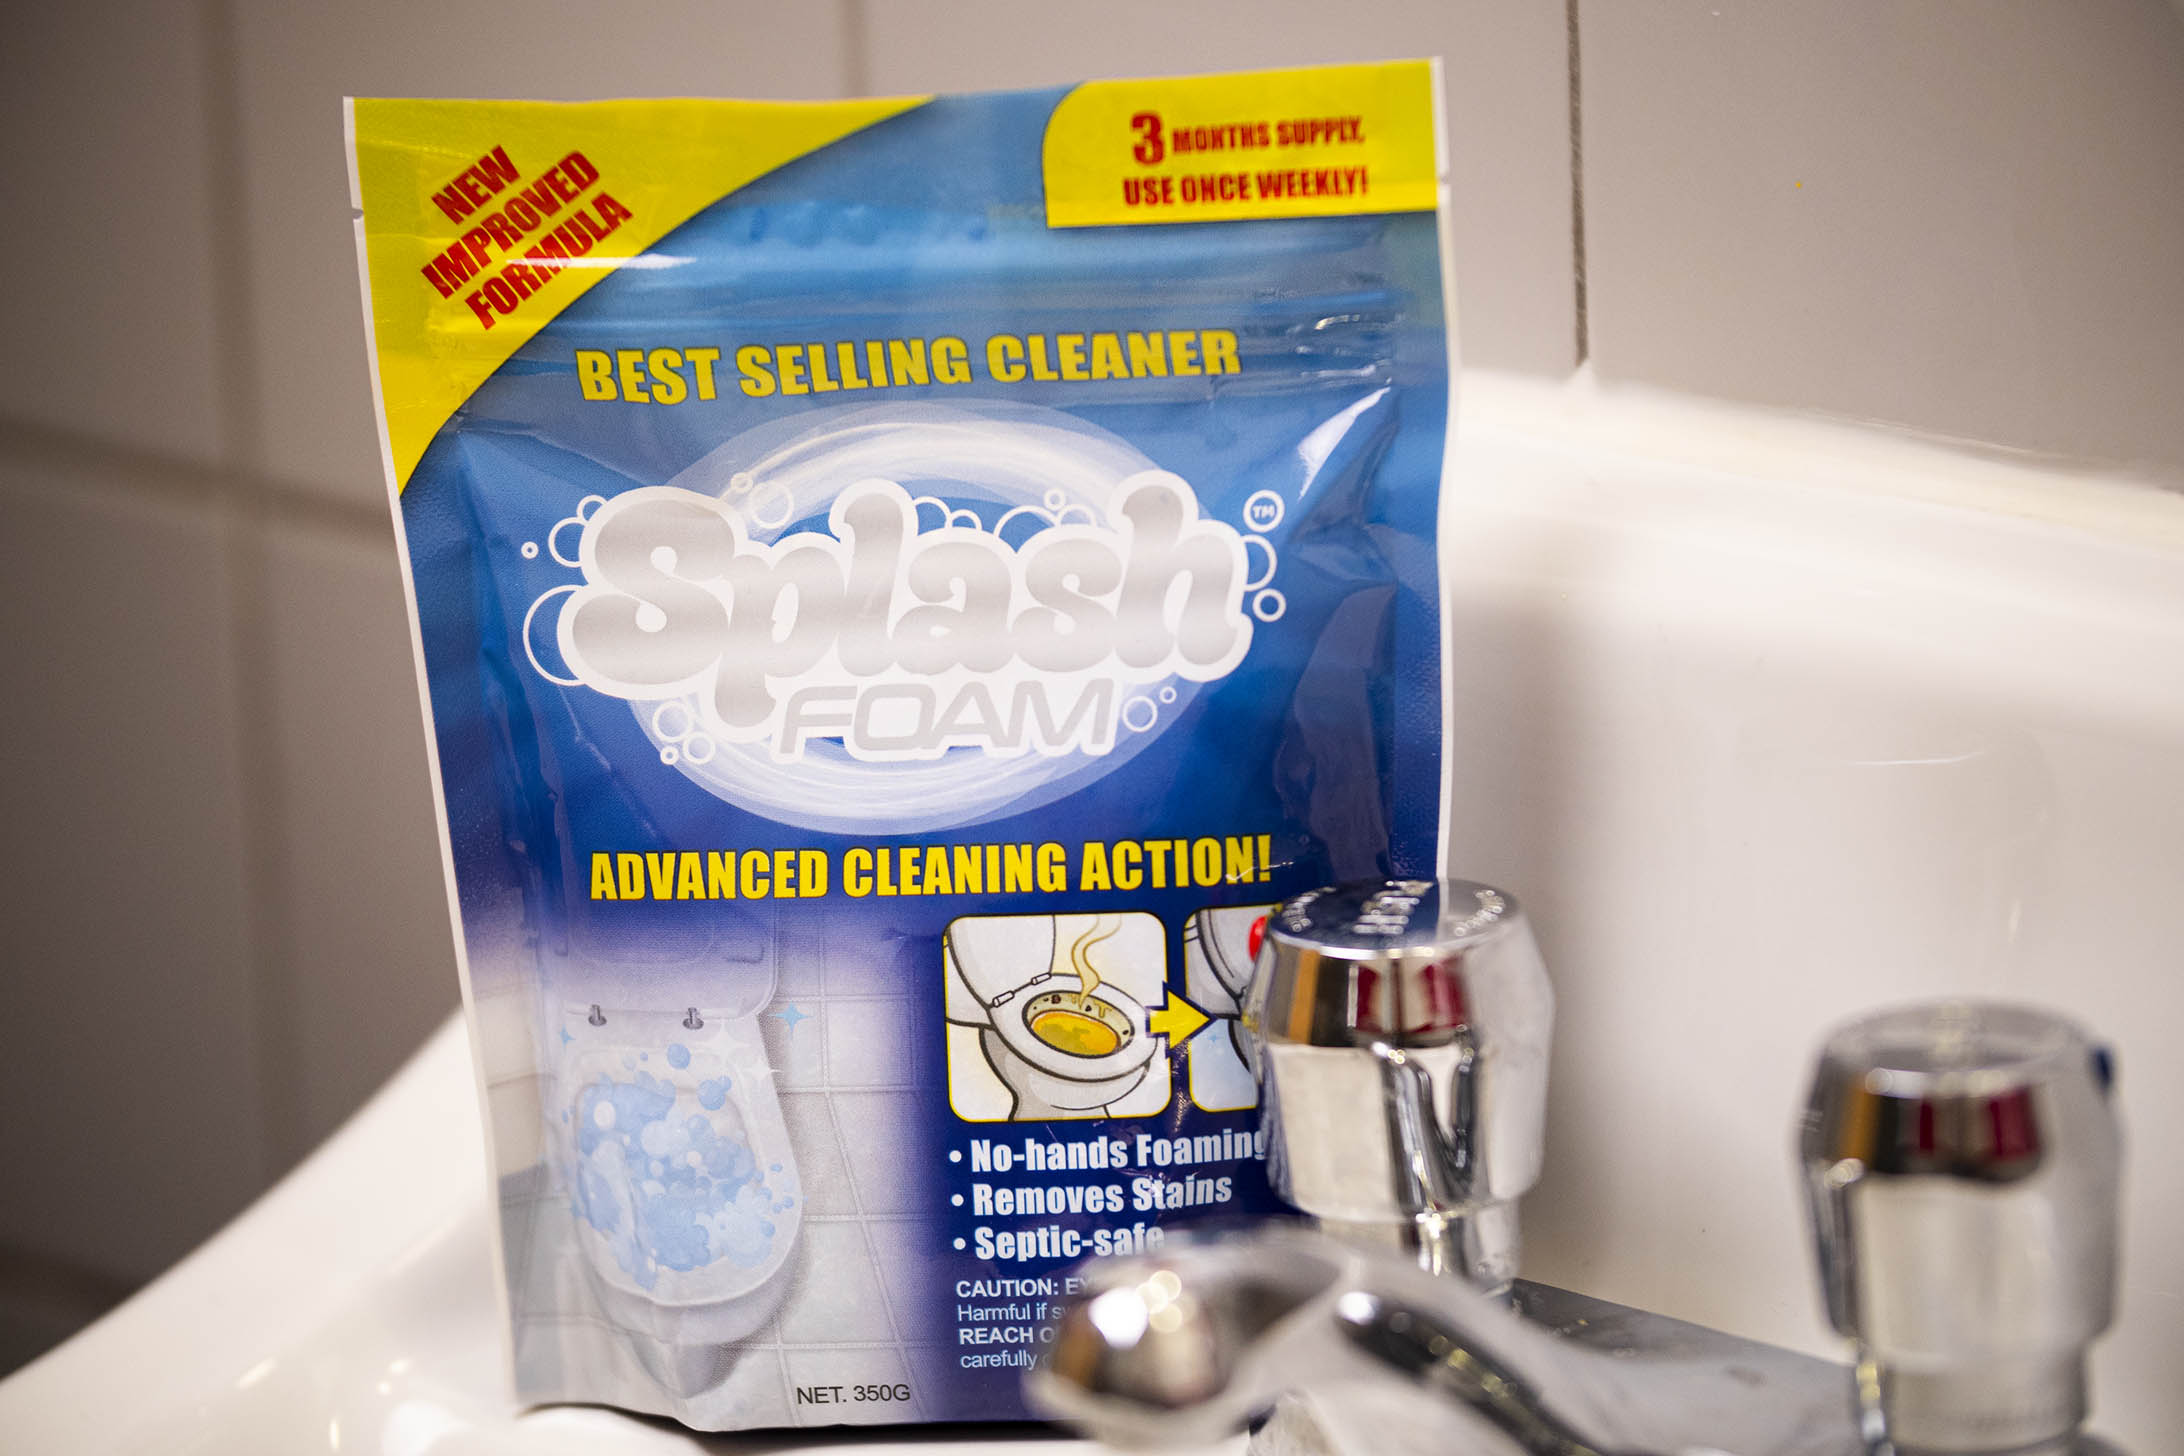 NEW
IMPROVED
FORMULA
3 MONTHS SUPPLY,
USE ONCE WEEKLY!
BEST SELLING CLEANER
Splash
TM
FOAM
ADVANCED CLEANING ACTION!
• No-hands Foaming
• Removes Stains
• Septic-safe
CAUTION:
Harmful if
REACH
carefully
NET. 350G